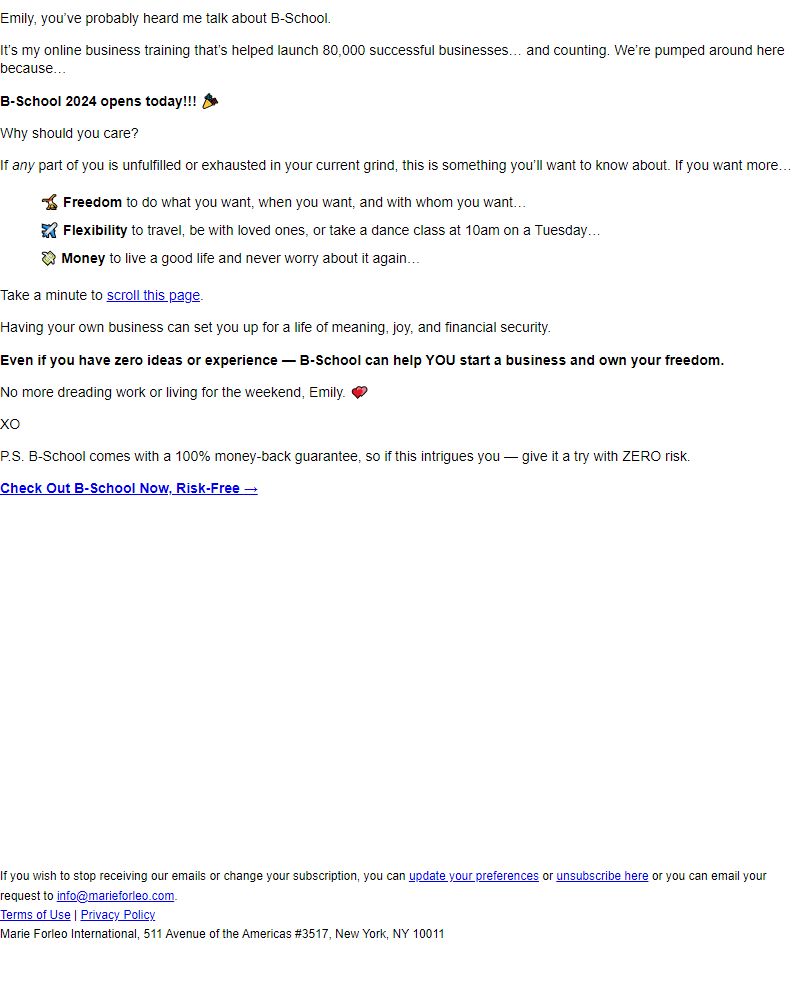 Emily, you’ve probably heard me talk about B-School.
It’s my online business training that’s helped launch 80,000 successful businesses… and counting. We’re pumped around here
because…
B-School 2024 opens today!!! 🎉
Why should you care?
If any part of you is unfulfilled or exhausted in your current grind, this is something you’ll want to know about. If you want more…
Freedom to do what you want, when you want, and with whom you want…
✈️ Flexibility to travel, be with loved ones, or take a dance class at 10am on a Tuesday…
💸 Money to live a good life and never worry about it again…
Take a minute to scroll this page.
Having your own business can set you up for a life of meaning, joy, and financial security.
Even if you have zero ideas or experience — B-School can help YOU start a business and own your freedom.
No more dreading work or living for the weekend, Emily. ❤️
XO
P.S. B-School comes with a 100% money-back guarantee, so if this intrigues you — give it a try with ZERO risk.
Check Out B-School Now, Risk-Free →
If you wish to stop receiving our emails or change your subscription, you can update your preferences or unsubscribe here or you can email your
request to info@marieforleo.com.
Terms of Use | Privacy Policy
Marie Forleo International, 511 Avenue of the Americas #3517, New York, NY 10011